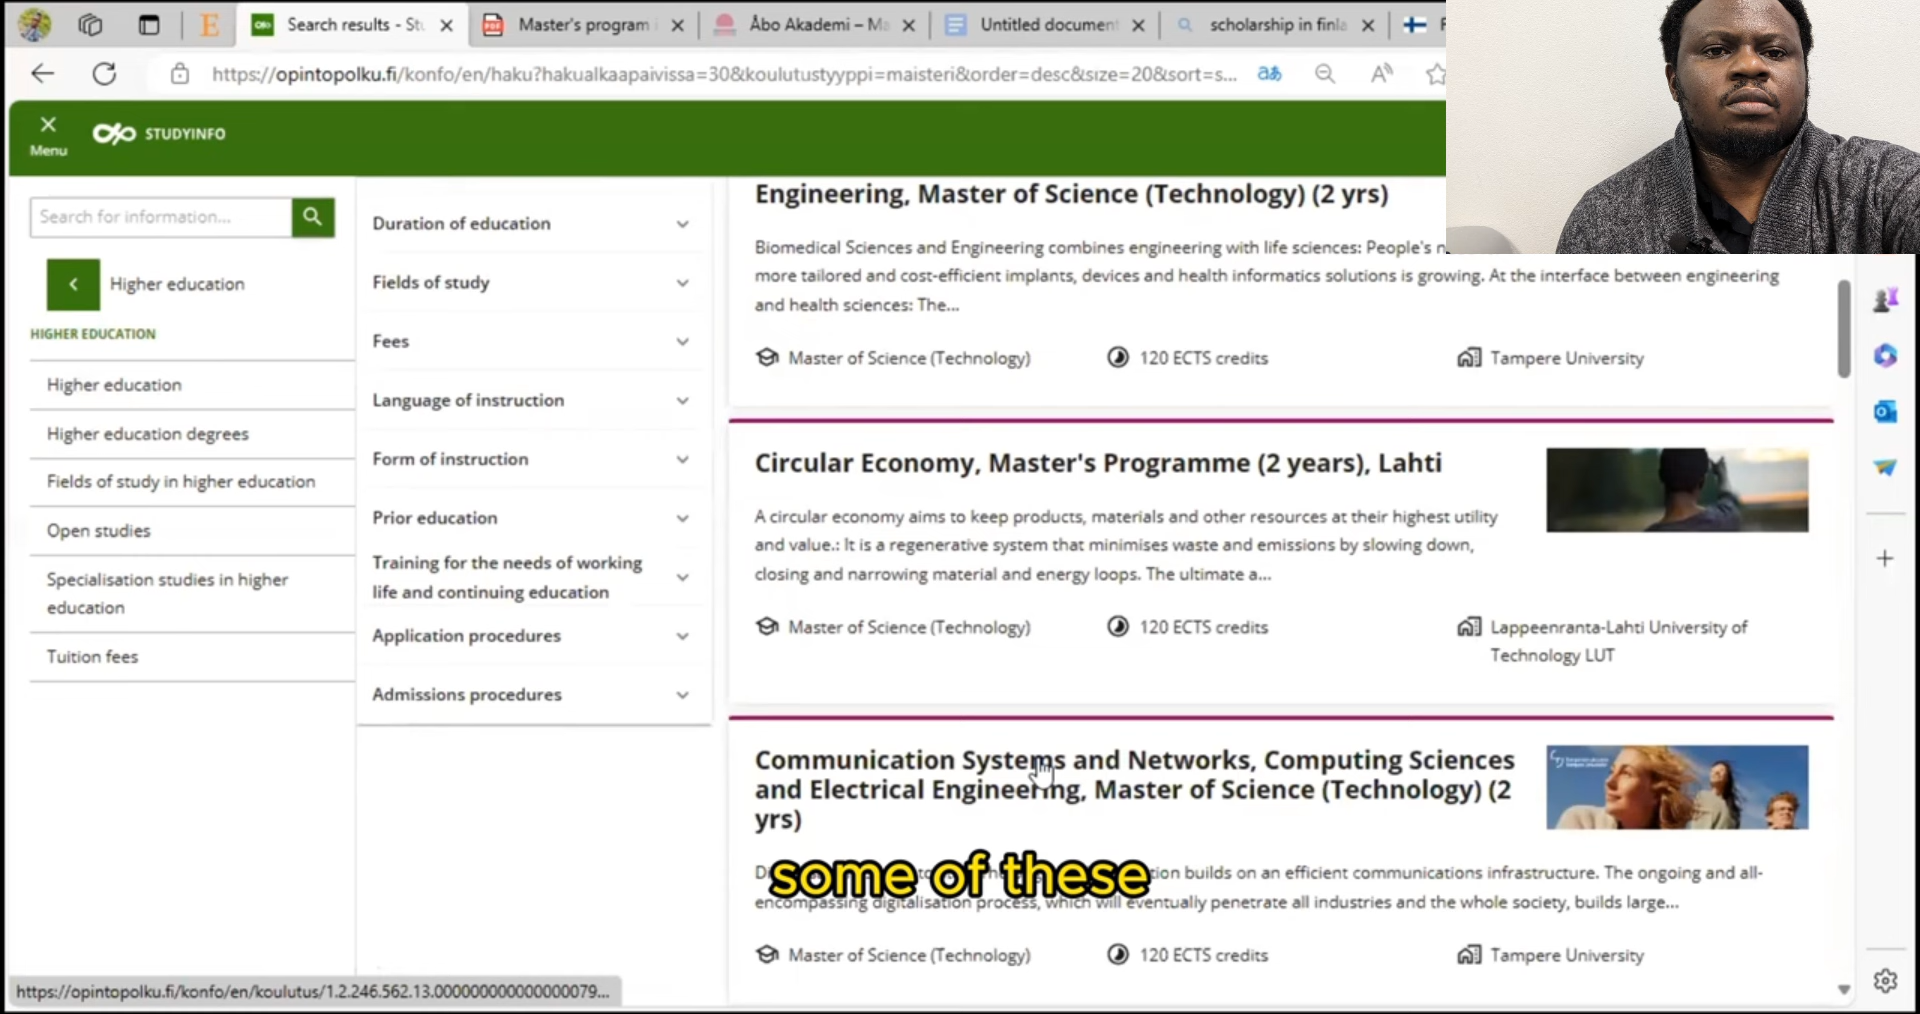 Search results - Stu
Master's program i
Åbo Akademi – Ma
Untitled document
scholarship in finla
https://opintopolku.fi/konfo/en/haku?hakualkaapaivissa=30&koulutustyyppi=maisteri&order=desc&size=20&sort=s...
Menu
STUDYINFO
Search for information...
Higher education
HIGHER EDUCATION
Higher education
Higher education degrees
Fields of study in higher education
Open studies
Specialisation studies in higher
education
Tuition fees
Duration of education
Fields of study
Fees
Language of instruction
Form of instruction
Prior education
Training for the needs of working
life and continuing education
Application procedures
Admissions procedures
Engineering, Master of Science (Technology) (2 yrs)
Biomedical Sciences and Engineering combines engineering with life sciences: People's n
more tailored and cost-efficient implants, devices and health informatics solutions is growing. At the interface between engineering
and health sciences: The...
Master of Science (Technology)
120 ECTS credits
Tampere University
Circular Economy, Master's Programme (2 years), Lahti
A circular economy aims to keep products, materials and other resources at their highest utility
and value.: It is a regenerative system that minimises waste and emissions by slowing down,
closing and narrowing material and energy loops. The ultimate a...
Master of Science (Technology)
120 ECTS credits
Lappeenranta-Lahti University of
Technology LUT
Communication Systems and Networks, Computing Sciences
and Electrical Engineering, Master of Science (Technology) (2
yrs)
some of these
builds on an efficient communications infrastructure. The ongoing and all-
encompassing digitalisation process, which will eventually penetrate all industries and the whole society, builds large...
Master of Science (Technology)
120 ECTS credits
Tampere University
https://opintopolku.fi/konfo/en/koulutus/1.2.246.562.13.00000000000000000079...